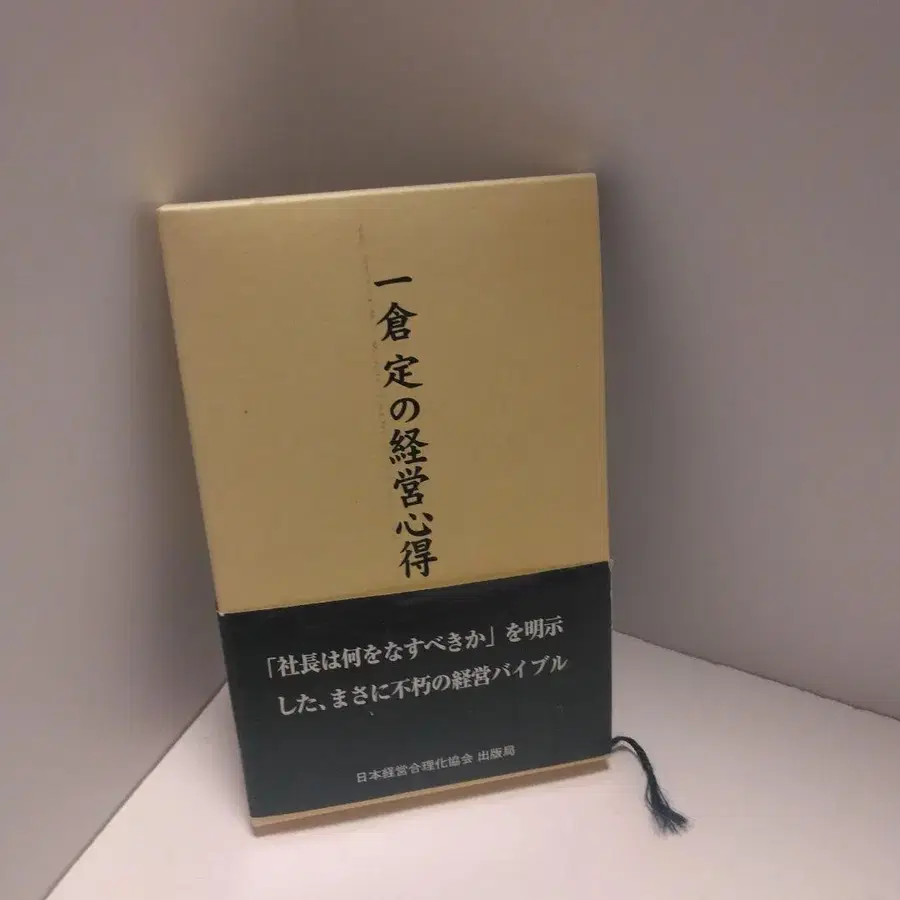 一倉定の経営心得
「社長は何をなすべきか」を明示
した、まさに不朽の経営バイブル
日本経営合理化協会 出版局